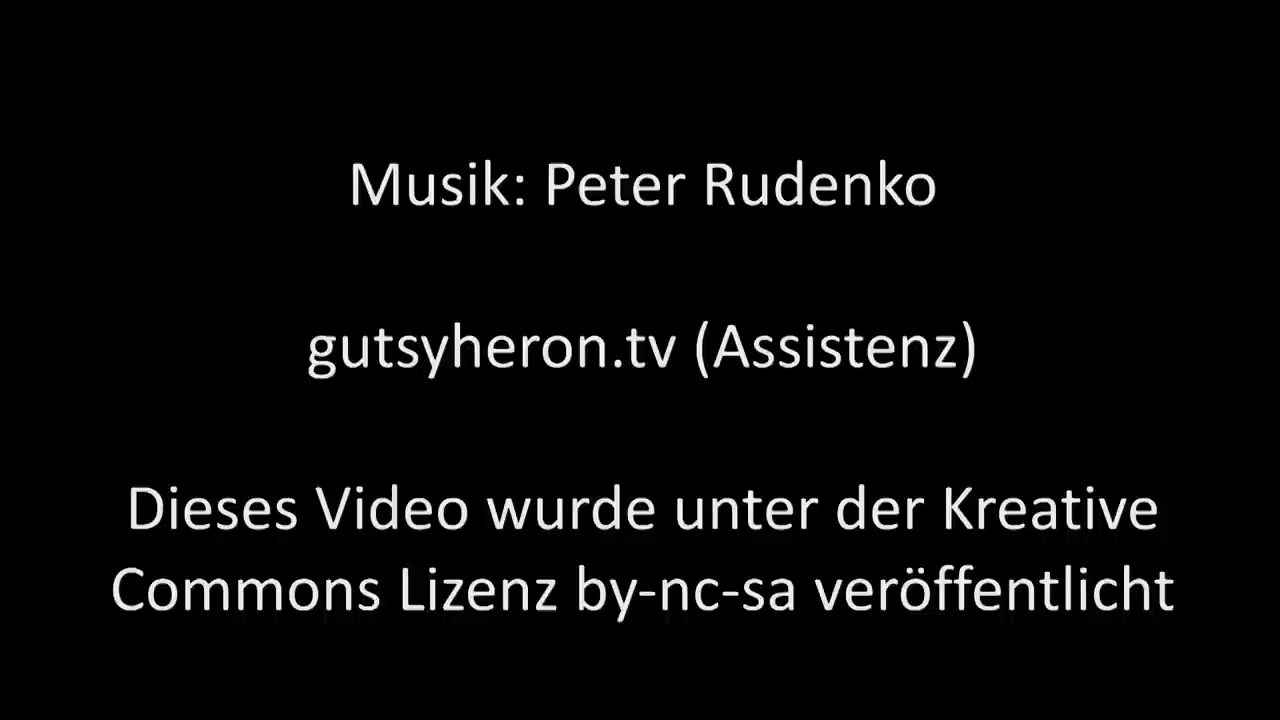 Musik: Peter Rudenko
gutsyheron.tv (Assistenz)
Dieses Video wurde unter der Kreative
Commons Lizenz by-nc-sa veröffentlicht